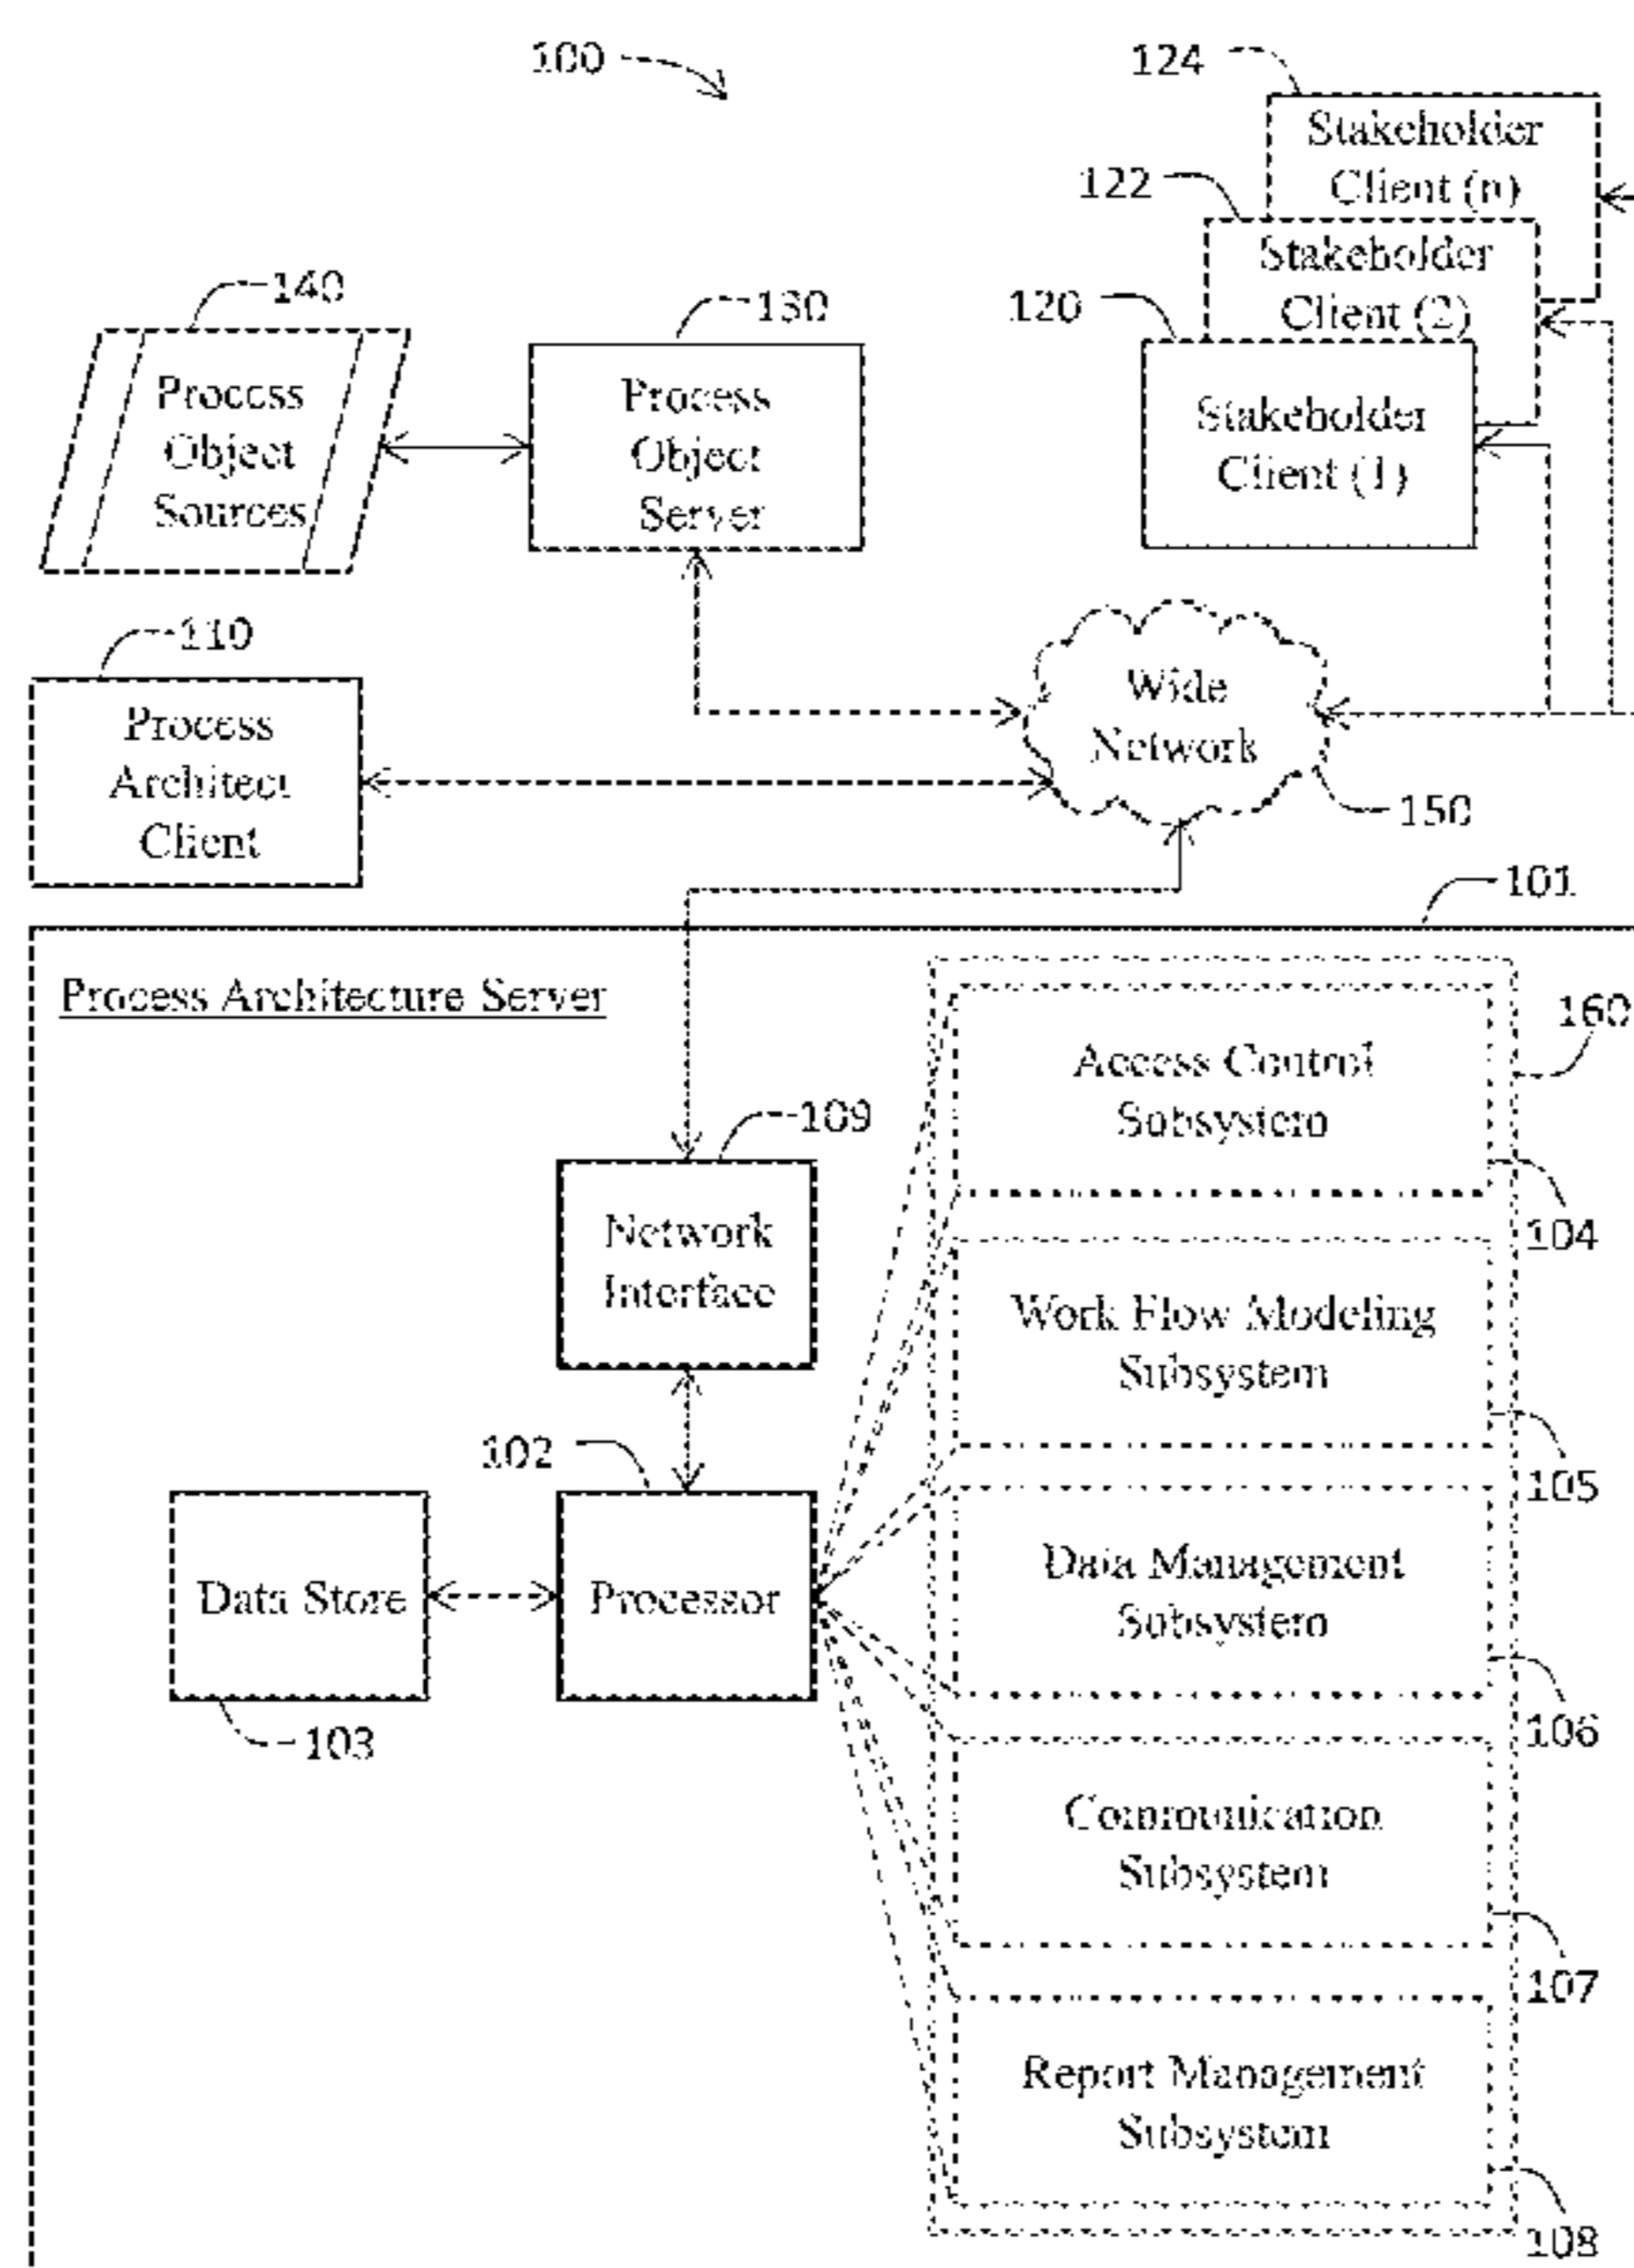 100
124
Stakeholder
Client (n)
122
Stakeholder
Client (2)
120
Stakeholder
Client (1)
140
Process
Object
Sources
130
Process
Object
Server
110
Process
Architect
Client
Wide
Network
150
101
Process Architecture Server
160
Access Control
Subsystem
104
109
Network
Interface
Work Flow Modeling
Subsystem
105
102
Data Store
Processor
103
Data Management
Subsystem
106
Communication
Subsystem
107
Report Management
Subsystem
108